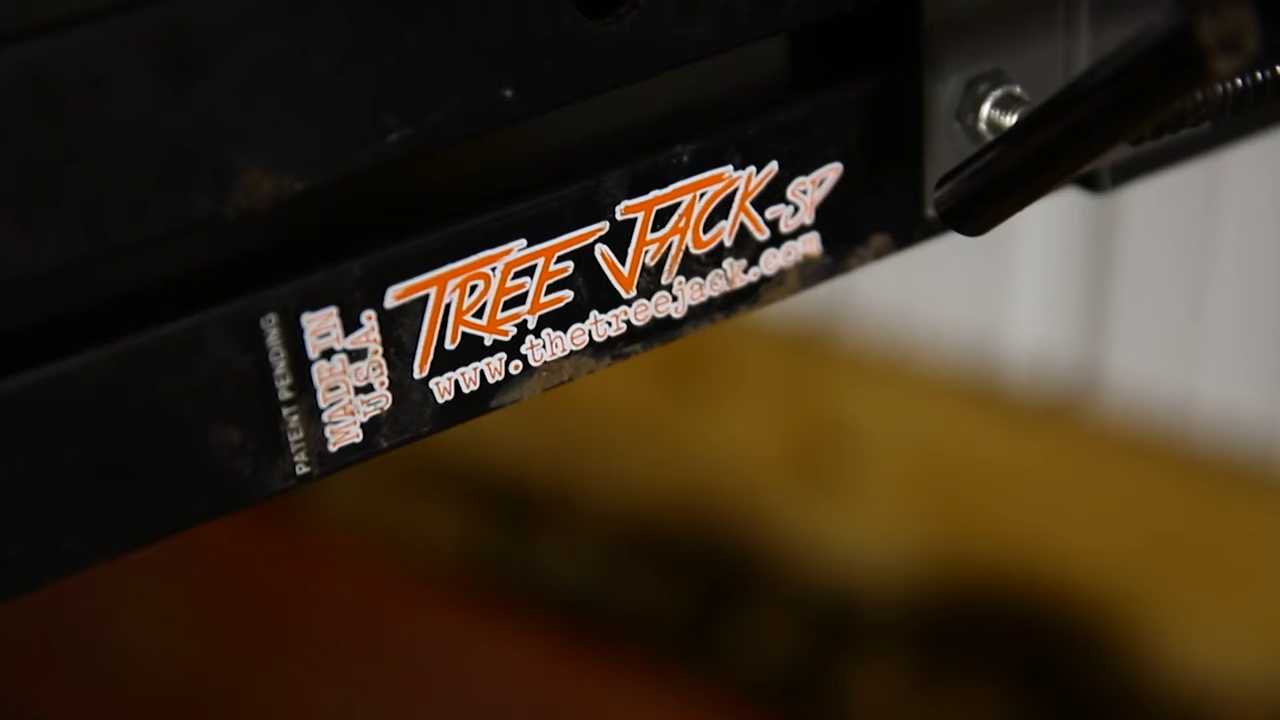 PATENT PENDING
MADE IN
U.S.A.
TREE JACK-SP
www.thetreejack.com